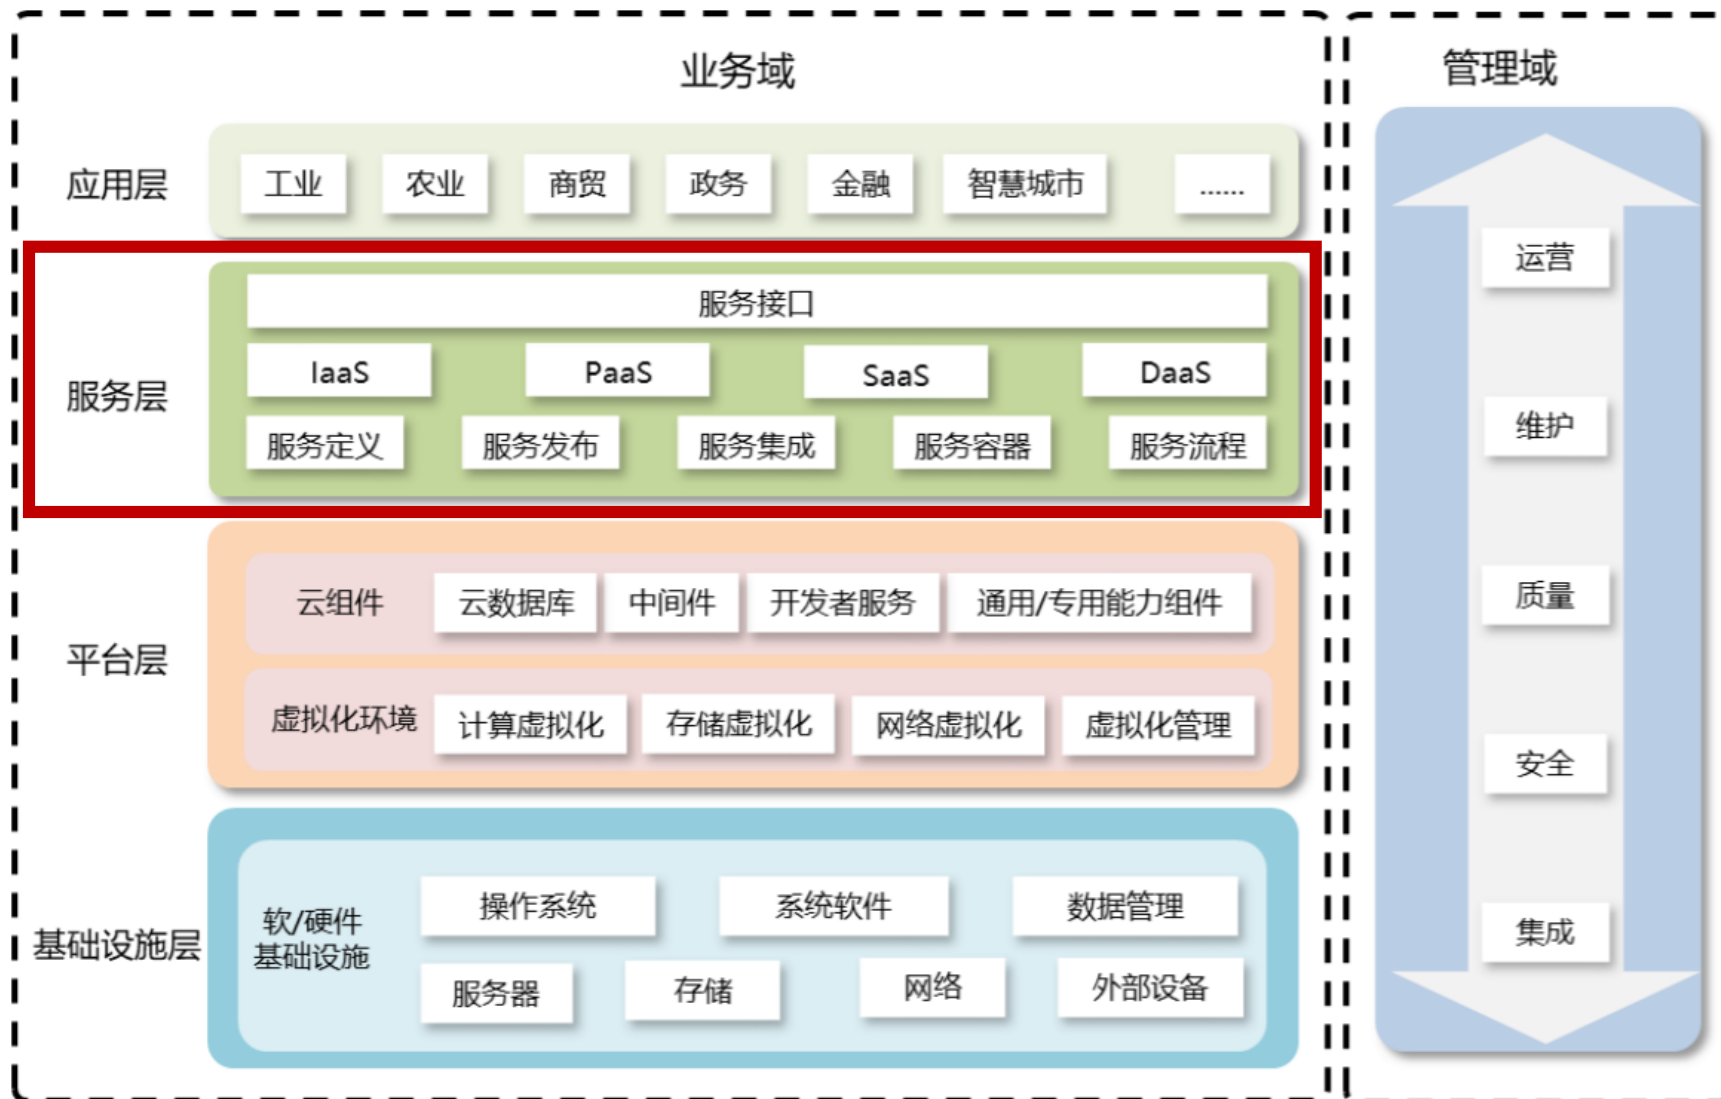 业务域
管理域
应用层
工业
农业
商贸
政务
金融
智慧城市
......
服务层
服务接口
IaaS
PaaS
SaaS
DaaS
服务定义
服务发布
服务集成
服务容器
服务流程
平台层
云组件
云数据库
中间件
开发者服务
通用/专用能力组件
虚拟化环境
计算虚拟化
存储虚拟化
网络虚拟化
虚拟化管理
基础设施层
软/硬件
基础设施
操作系统
系统软件
数据管理
服务器
存储
网络
外部设备
运营
维护
质量
安全
集成